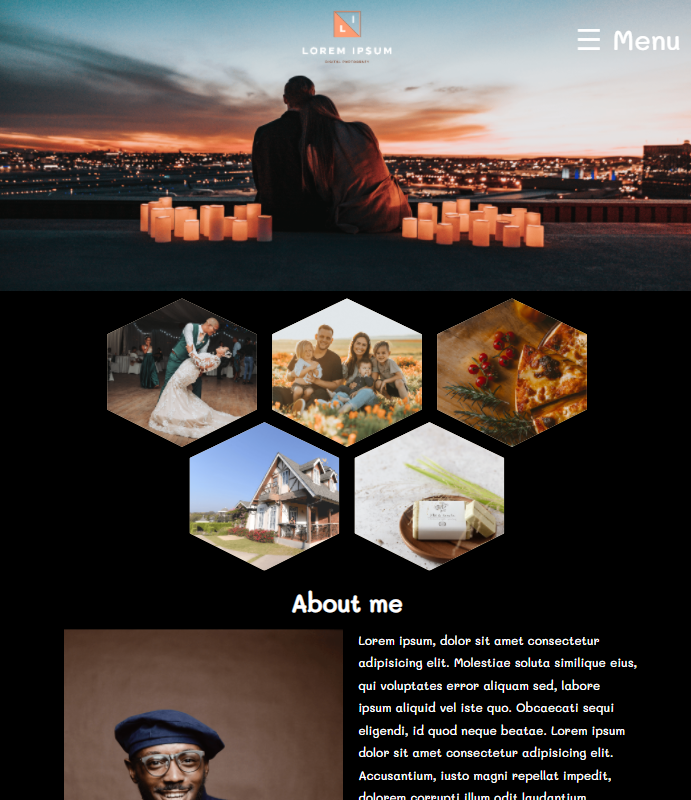 L I
LOREM IPSUM
DIGITAL PHOTOGRAPHY
☰ Menu
About me
Lorem ipsum, dolor sit amet consectetur
adipisicing elit. Molestiae soluta similique eius,
qui voluptates error aliquam sed, labore
ipsum aliquid vel iste quo. Obcaecati sequi
eligendi, id quod neque beatae. Lorem ipsum
dolor sit amet consectetur adipisicing elit.
Accusantium, iusto magni repellat impedit,
dolorem corrupti illum odit laudantium